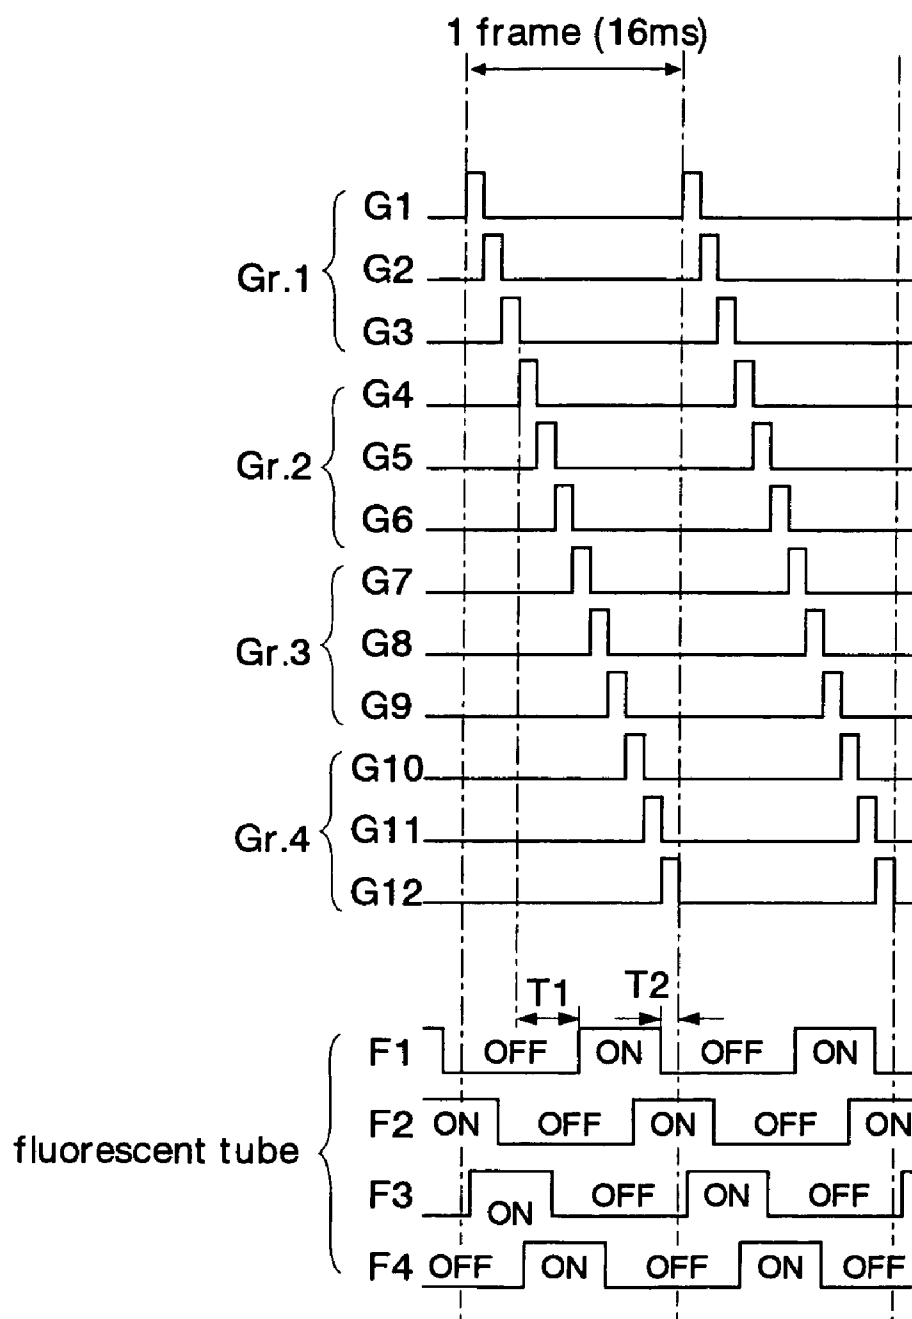 1 frame (16ms)
G1
G2
Gr.1
G3
G4
G5
Gr.2
G6
G7
G8
Gr.3
G9
G10
G11
Gr.4
G12
T1 T2
F1 OFF ON OFF ON
F2 ON OFF ON OFF ON
fluorescent tube
F3 ON OFF ON OFF
F4 OFF ON OFF ON OFF